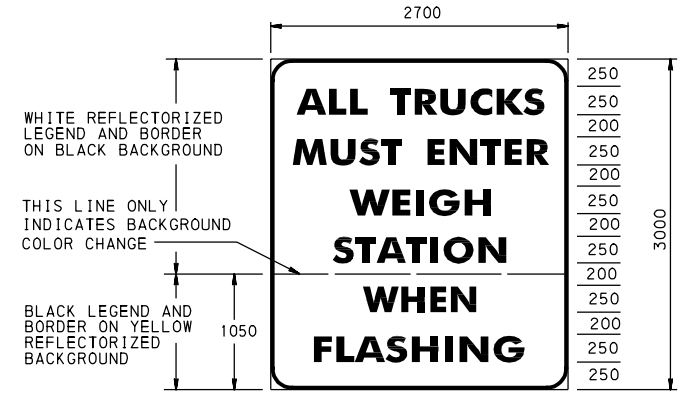 2700
WHITE REFLECTORIZED
LEGEND AND BORDER
ON BLACK BACKGROUND
THIS LINE ONLY
INDICATES BACKGROUND
COLOR CHANGE
BLACK LEGEND AND
BORDER ON YELLOW
REFLECTORIZED
BACKGROUND
1050
ALL TRUCKS
MUST ENTER
WEIGH
STATION
WHEN
FLASHING
250
250
200
250
200
250
200
250
200
250
200
250
250
3000